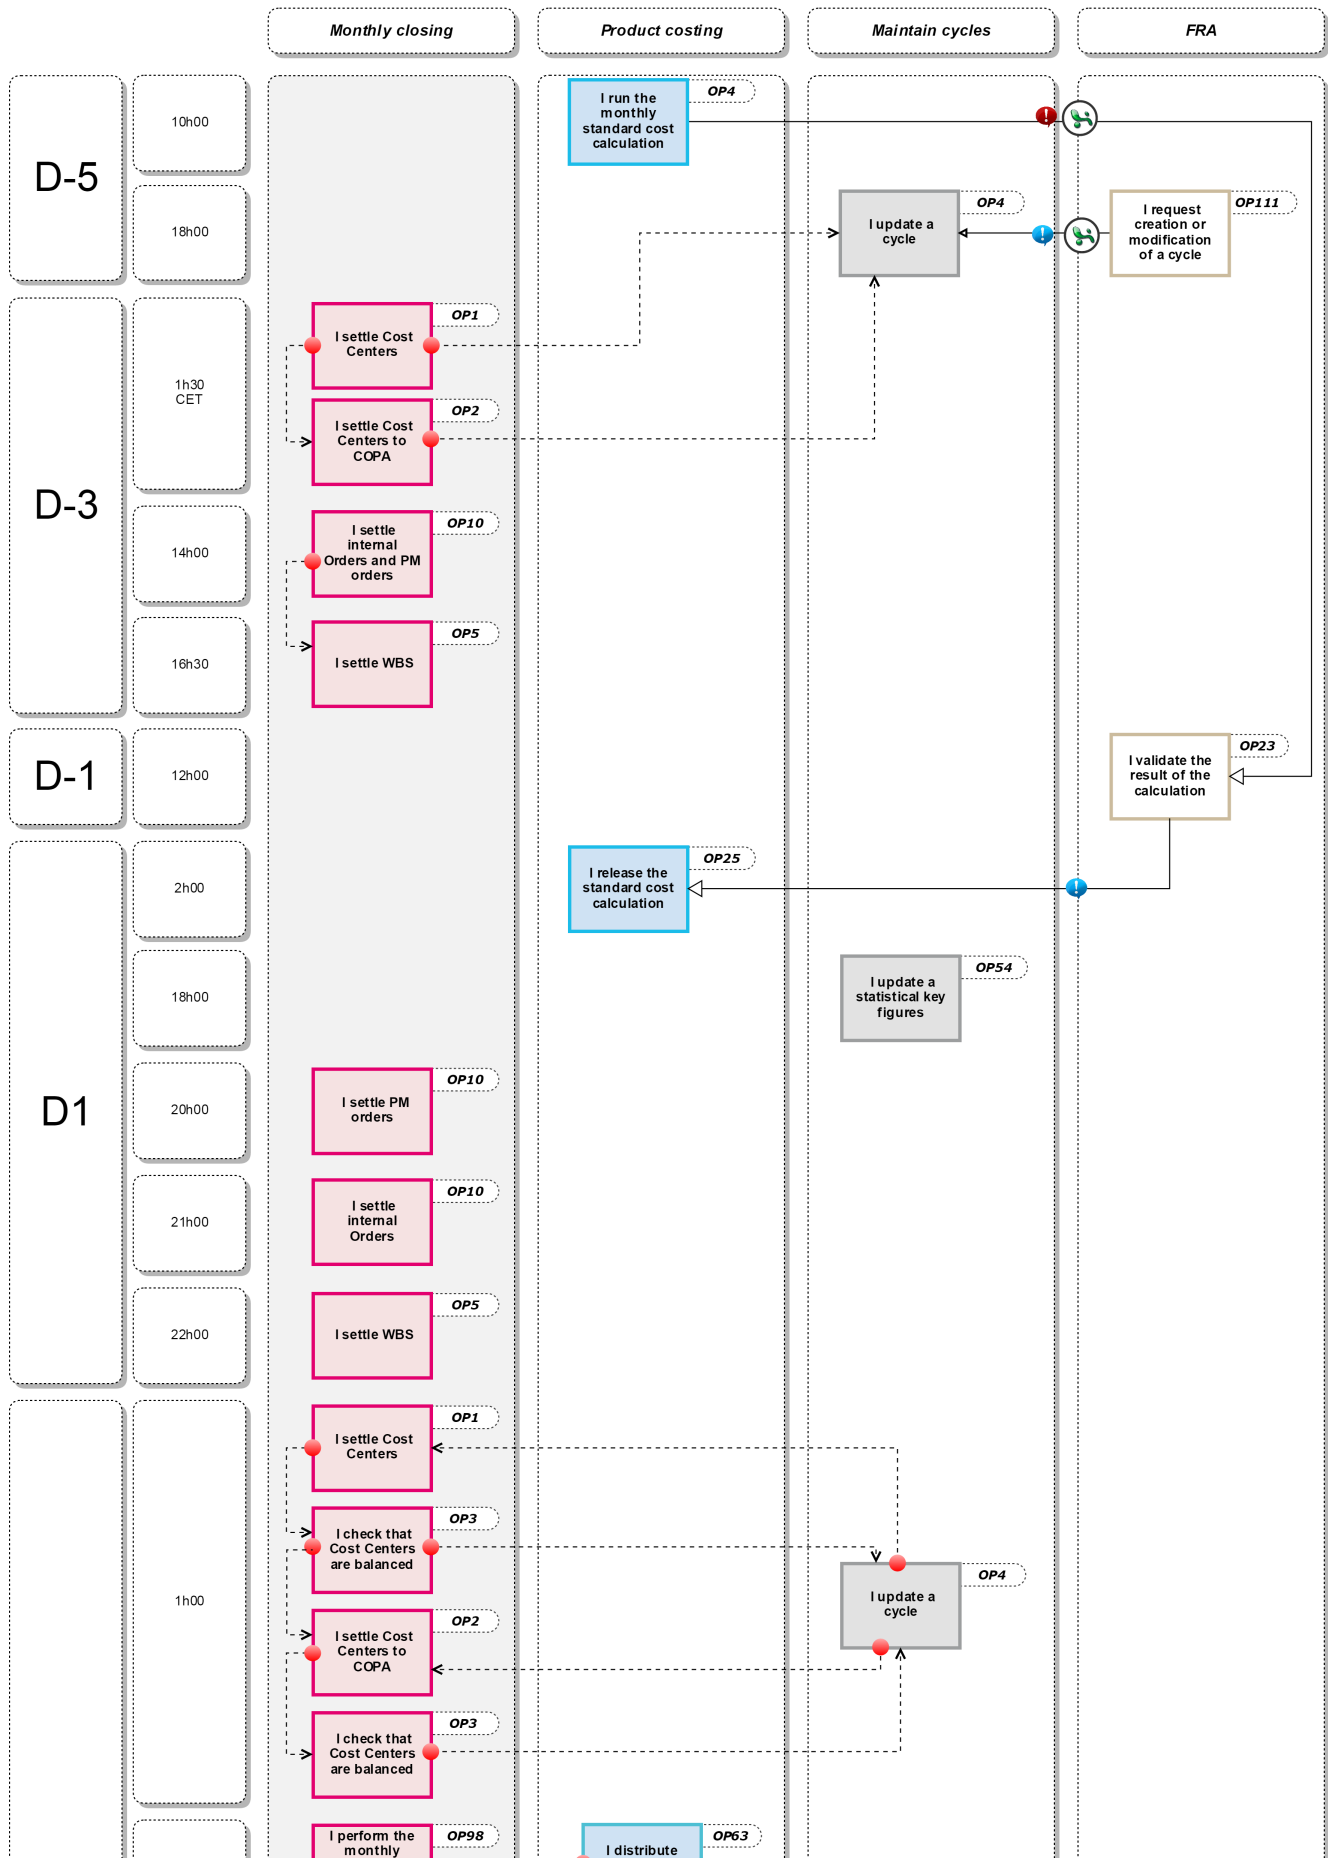 Monthly closing
Product costing
Maintain cycles
FRA
D-5
10h00
I run the
monthly
standard cost
calculation
OP4
18h00
I update a
cycle
OP4
I request
creation or
modification
of a cycle
OP111
D-3
1h30
CET
I settle Cost
Centers
OP1
I settle Cost
Centers to
COPA
OP2
14h00
I settle
internal
Orders and PM
orders
OP10
16h30
I settle WBS
OP5
D-1
12h00
I validate the
result of the
calculation
OP23
D1
2h00
I release the
standard cost
calculation
OP25
18h00
I update a
statistical key
figures
OP54
20h00
I settle PM
orders
OP10
21h00
I settle
internal
Orders
OP10
22h00
I settle WBS
OP5
1h00
I settle Cost
Centers
OP1
I check that
Cost Centers
are balanced
OP3
I update a
cycle
OP4
I settle Cost
Centers to
COPA
OP2
I check that
Cost Centers
are balanced
OP3
I perform the
monthly
OP98
I distribute
OP63